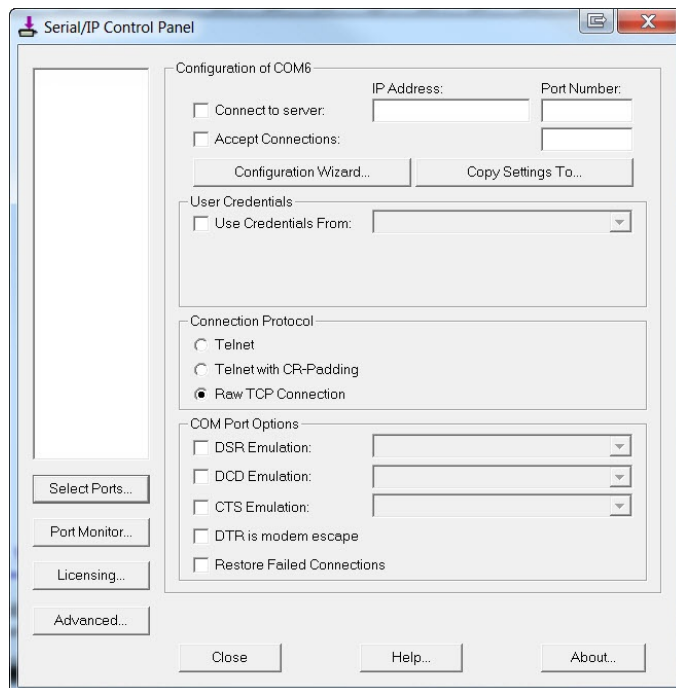 Serial/IP Control Panel
Configuration of COM6
IP Address: Port Number:
Connect to server:
Accept Connections:
Configuration Wizard... Copy Settings To...
User Credentials
Use Credentials From:
Connection Protocol
Telnet
Telnet with CR-Padding
Raw TCP Connection
COM Port Options
DSR Emulation:
DCD Emulation:
CTS Emulation:
DTR is modem escape
Restore Failed Connections
Select Ports...
Port Monitor...
Licensing...
Advanced...
Close Help... About...